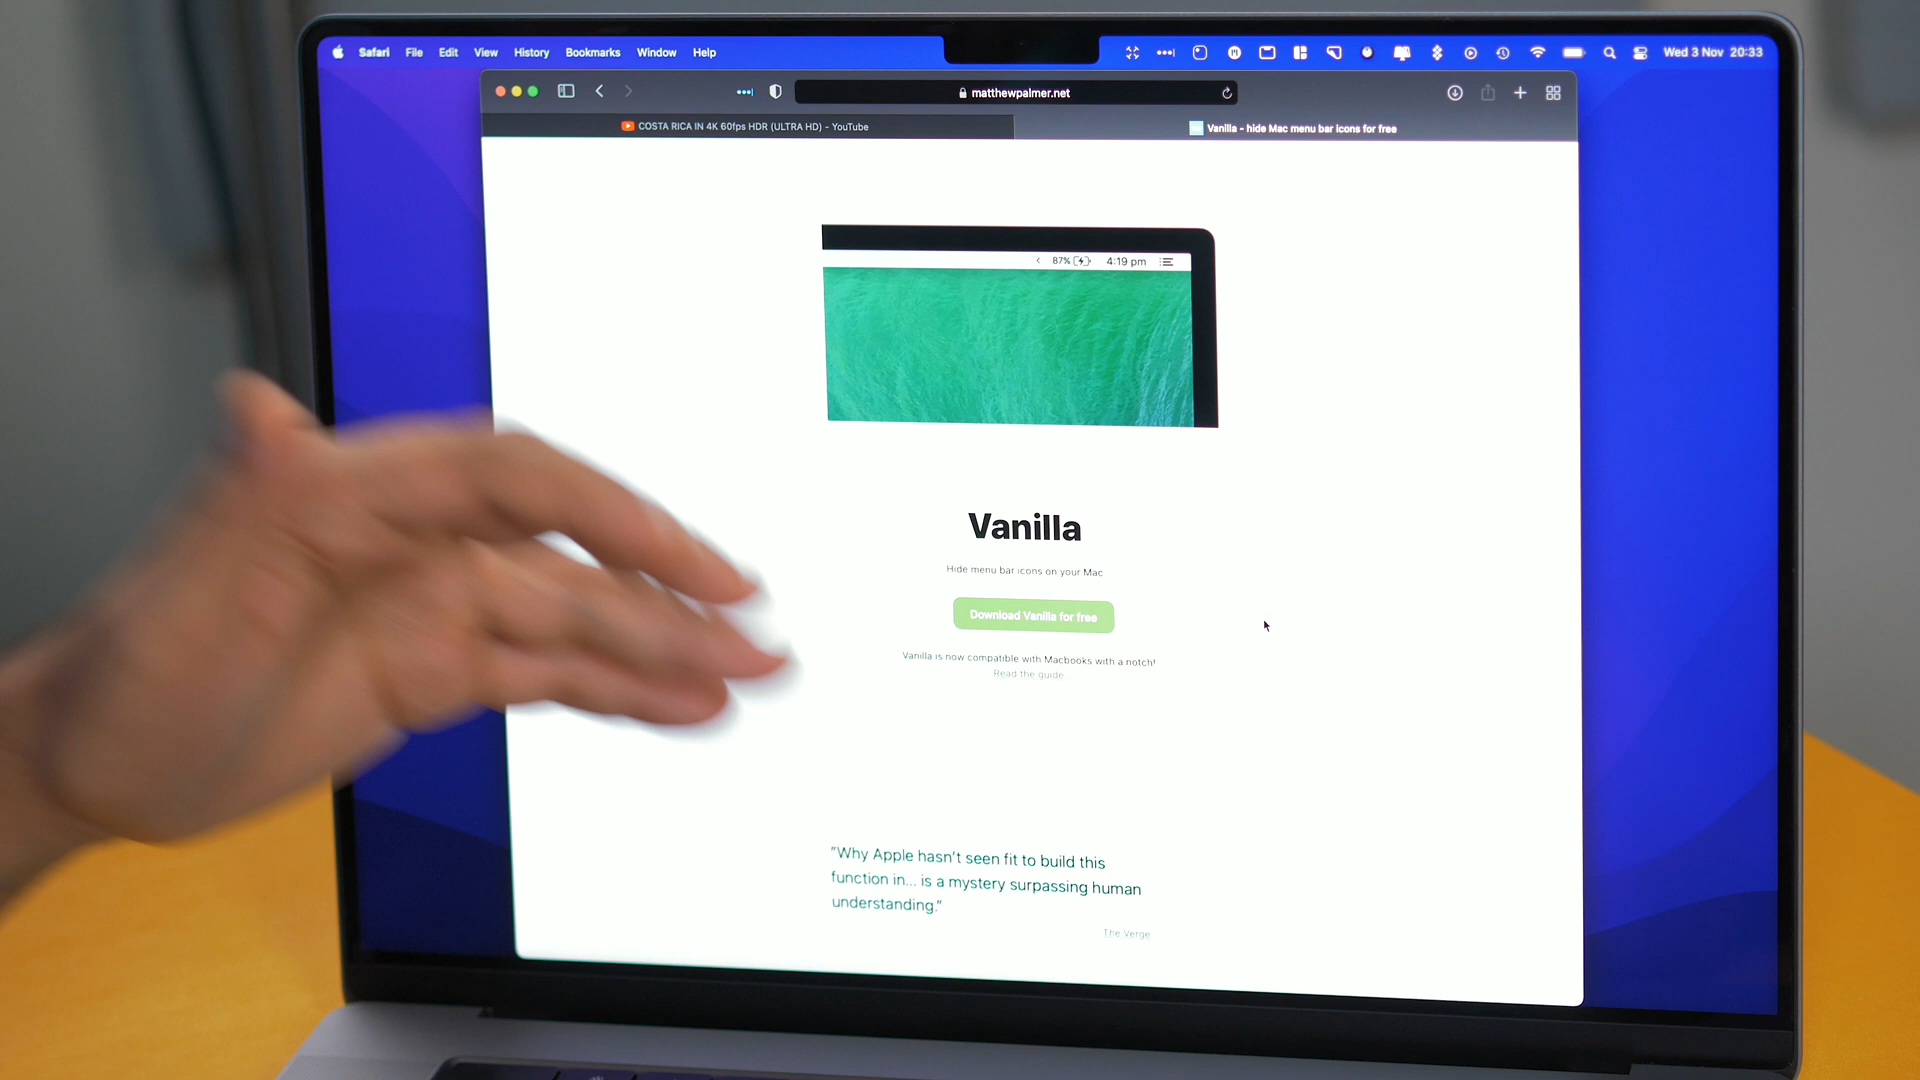 Safari File Edit View History Bookmarks Window Help Wed 3 Nov 20:33
matthewpalmer.net
COSTA RICA IN 4K 60fps HDR (ULTRA HD) - YouTube
Vanilla - hide Mac menu bar icons for free
87% 4:19 pm
Vanilla
Hide menu bar icons on your Mac
Download Vanilla for free
Vanilla is now compatible with Macbooks with a notch!
Read the guide
"Why Apple hasn't seen fit to build this
function in... is a mystery surpassing human
understanding."
The Verge